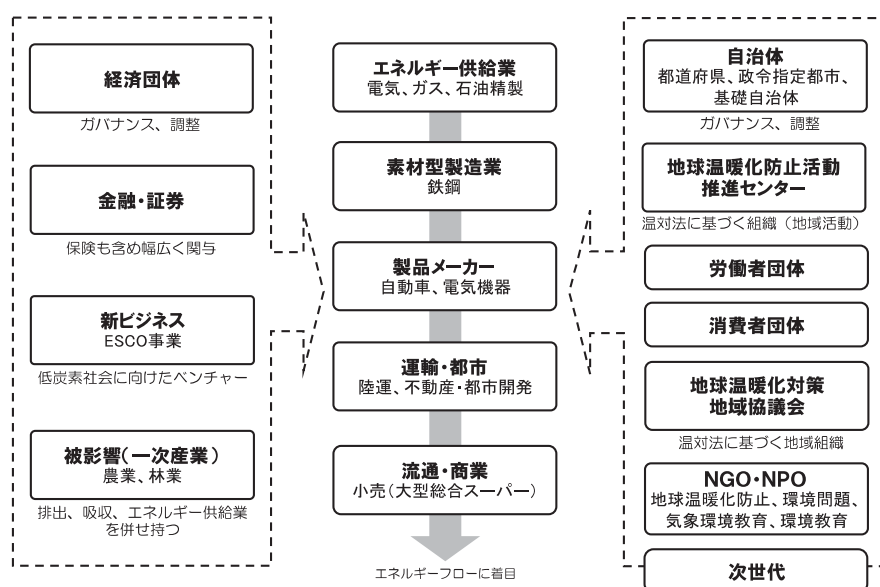 経済団体
ガバナンス、調整
金融・証券
保険も含め幅広く関与
新ビジネス
ESCO事業
低炭素社会に向けたベンチャー
被影響(一次産業)
農業、林業
排出、吸収、エネルギー供給業
を併せ持つ
エネルギー供給業
電気、ガス、石油精製
素材型製造業
鉄鋼
製品メーカー
自動車、電気機器
運輸・都市
陸運、不動産・都市開発
流通・商業
小売(大型総合スーパー)
エネルギーフローに着目
自治体
都道府県、政令指定都市、
基礎自治体
ガバナンス、調整
地球温暖化防止活動
推進センター
温対法に基づく組織(地域活動)
労働者団体
消費者団体
地球温暖化対策
地域協議会
温対法に基づく地域組織
NGO・NPO
地球温暖化防止、環境問題、
気象環境教育、環境教育
次世代